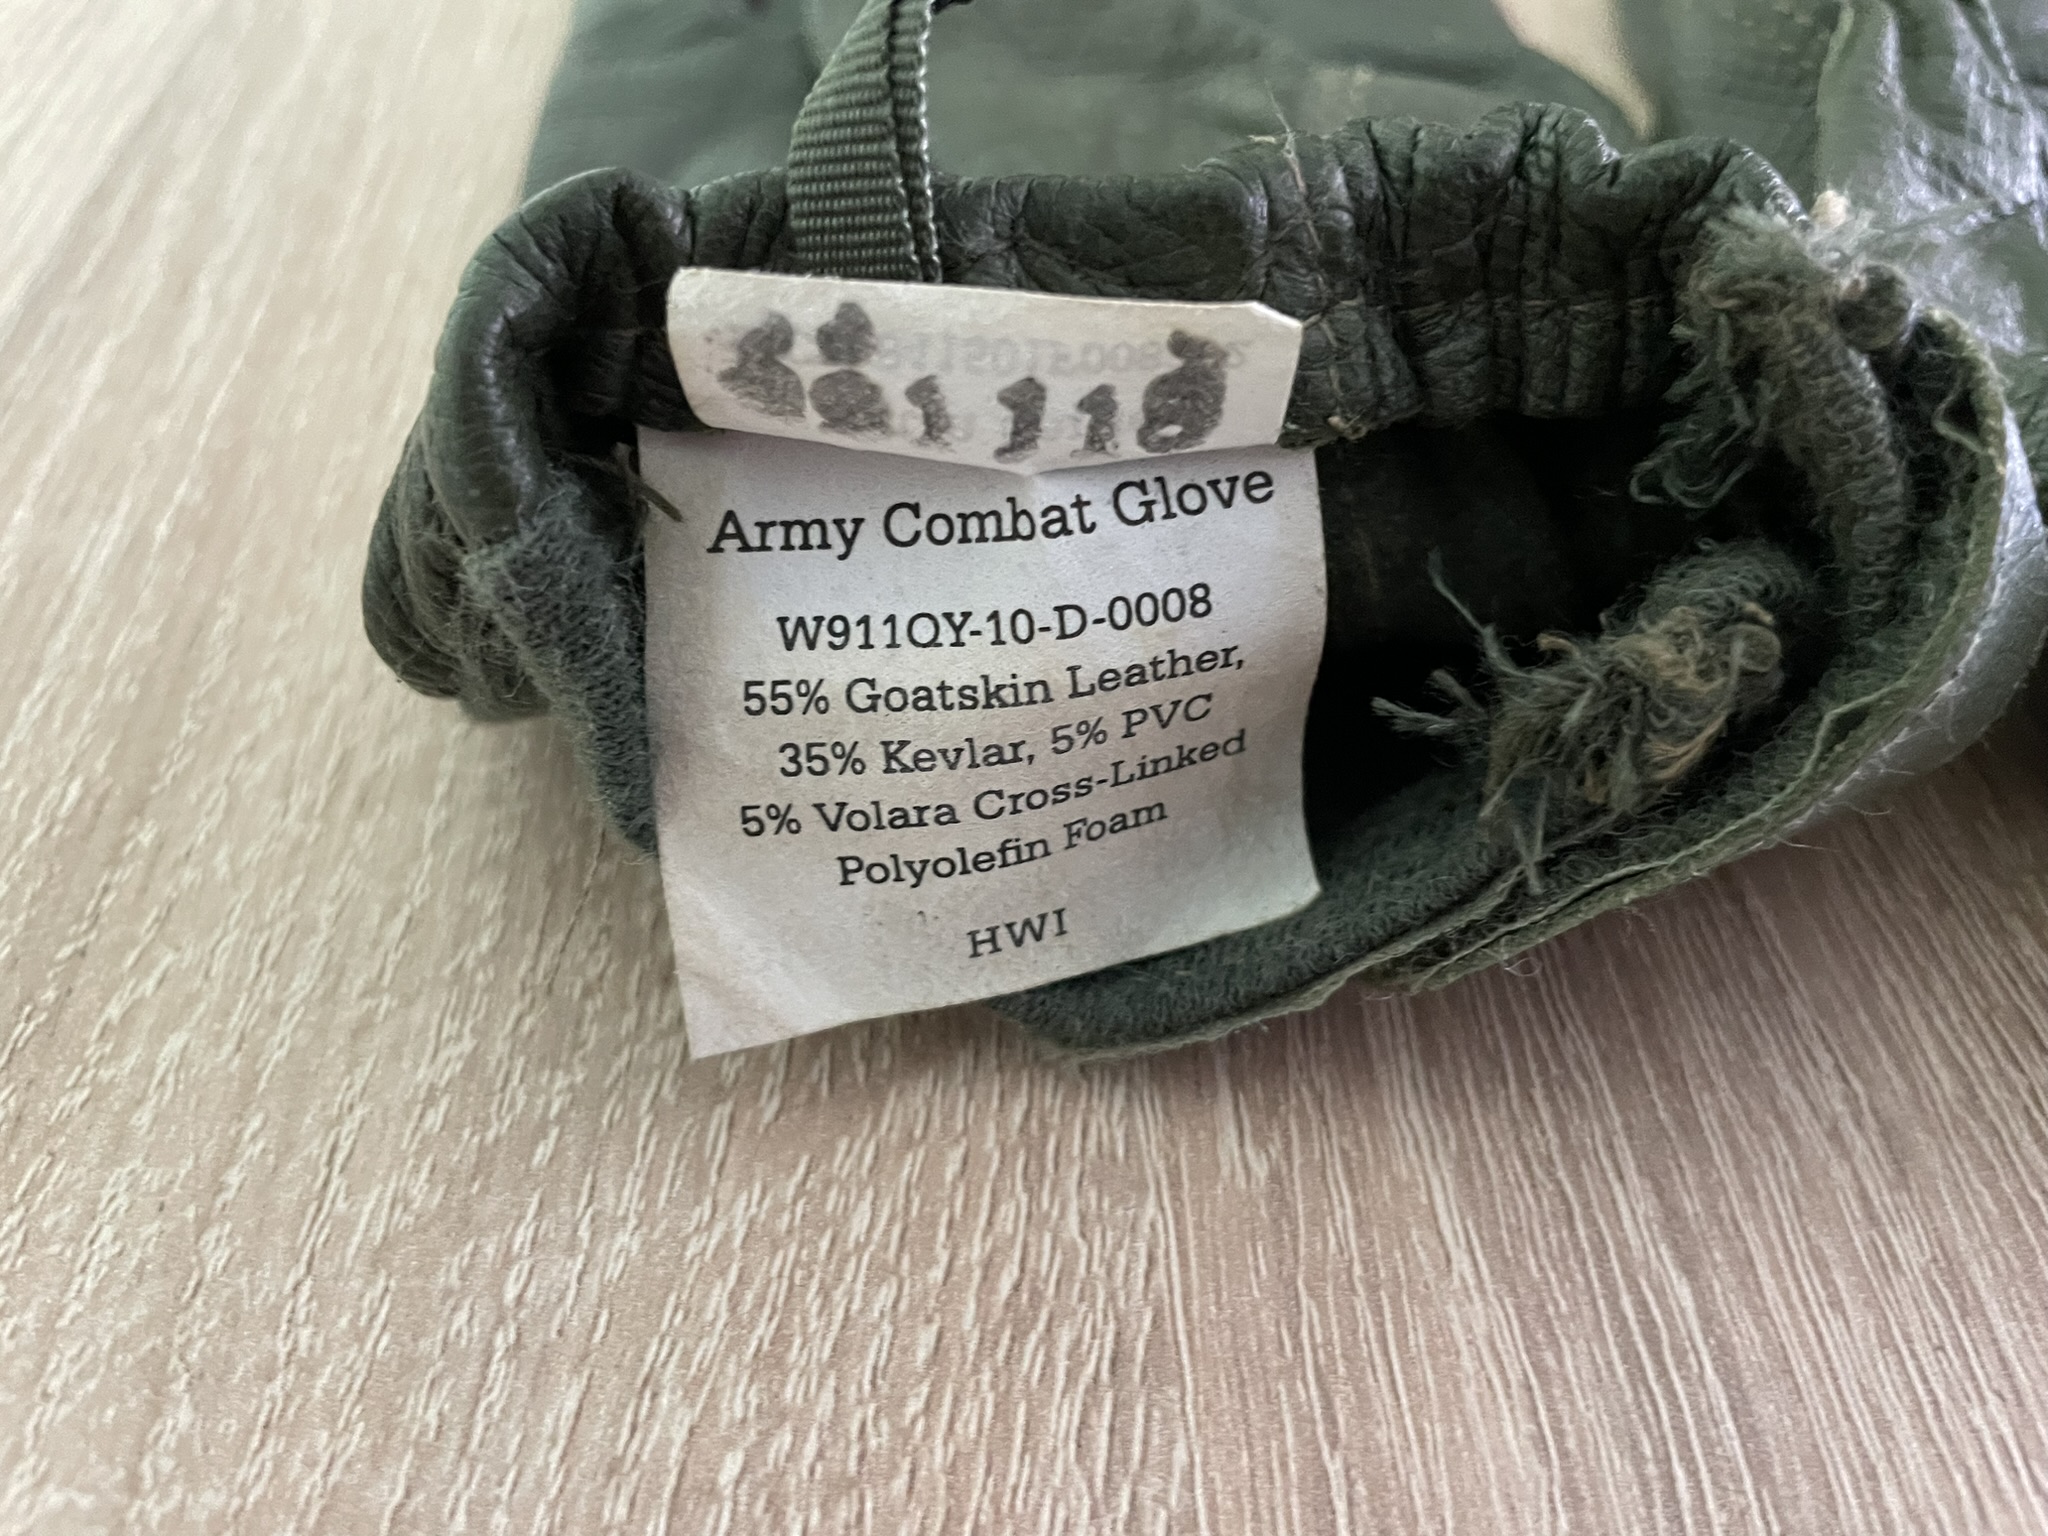 Army Combat Glove
W911QY-10-D-0008
55% Goatskin Leather,
35% Kevlar, 5% PVC
5% Volara Cross-Linked
Polyolefin Foam
HWI